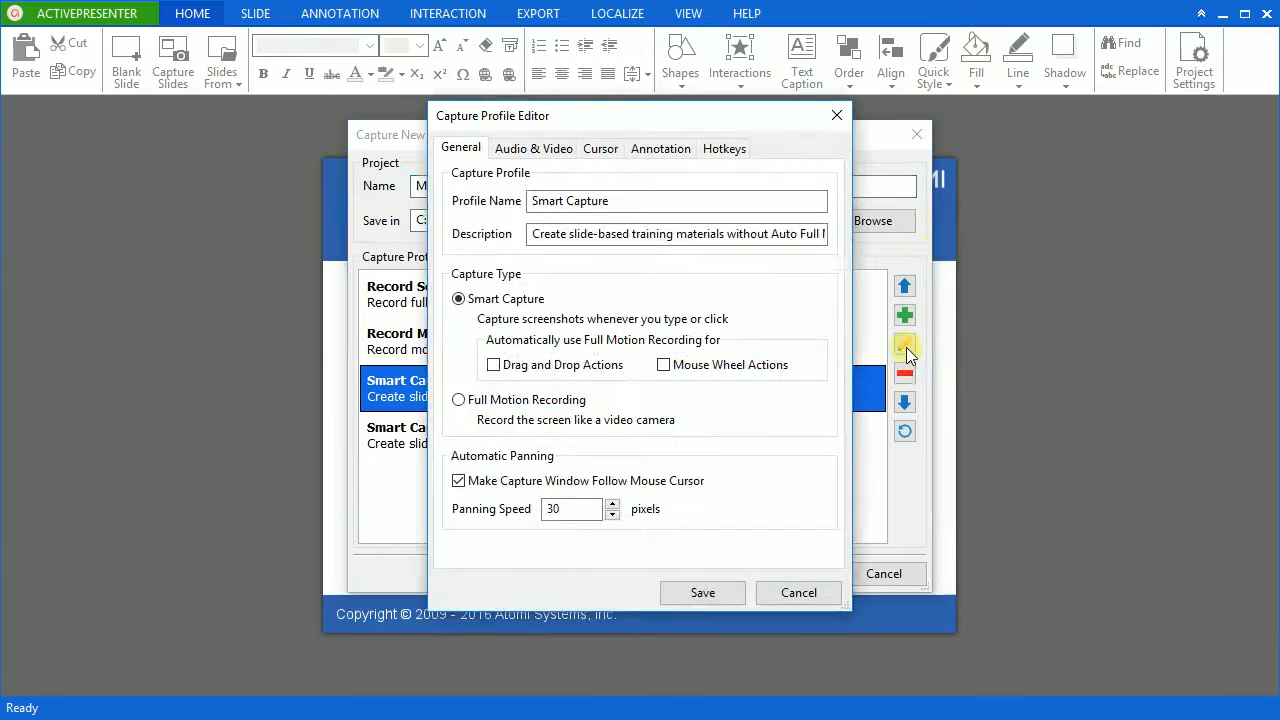 ACTIVEPRESENTER HOME SLIDE ANNOTATION INTERACTION EXPORT LOCALIZE VIEW HELP
Paste Cut Copy
Blank Slide
Capture Slides
Slides From
B I U abc A X₂ X² Ω
Shapes Interactions
Text Caption
Order Align
Quick Style
Fill Line Shadow
Find
Replace
Project Settings
Capture New
Project
Name M
Save in C:
Browse
Record Sc
Record full
Record M
Record mo
Smart Ca
Create slid
Smart Ca
Create slid
Cancel
MI
Capture Profile Editor
General Audio & Video Cursor Annotation Hotkeys
Capture Profile
Profile Name Smart Capture
Description Create slide-based training materials without Auto Full
Capture Type
Smart Capture
Capture screenshots whenever you type or click
Automatically use Full Motion Recording for
Drag and Drop Actions Mouse Wheel Actions
Full Motion Recording
Record the screen like a video camera
Automatic Panning
Make Capture Window Follow Mouse Cursor
Panning Speed 30 pixels
Save Cancel
Copyright © 2009 - 2016 Atomi Systems, Inc.
Ready